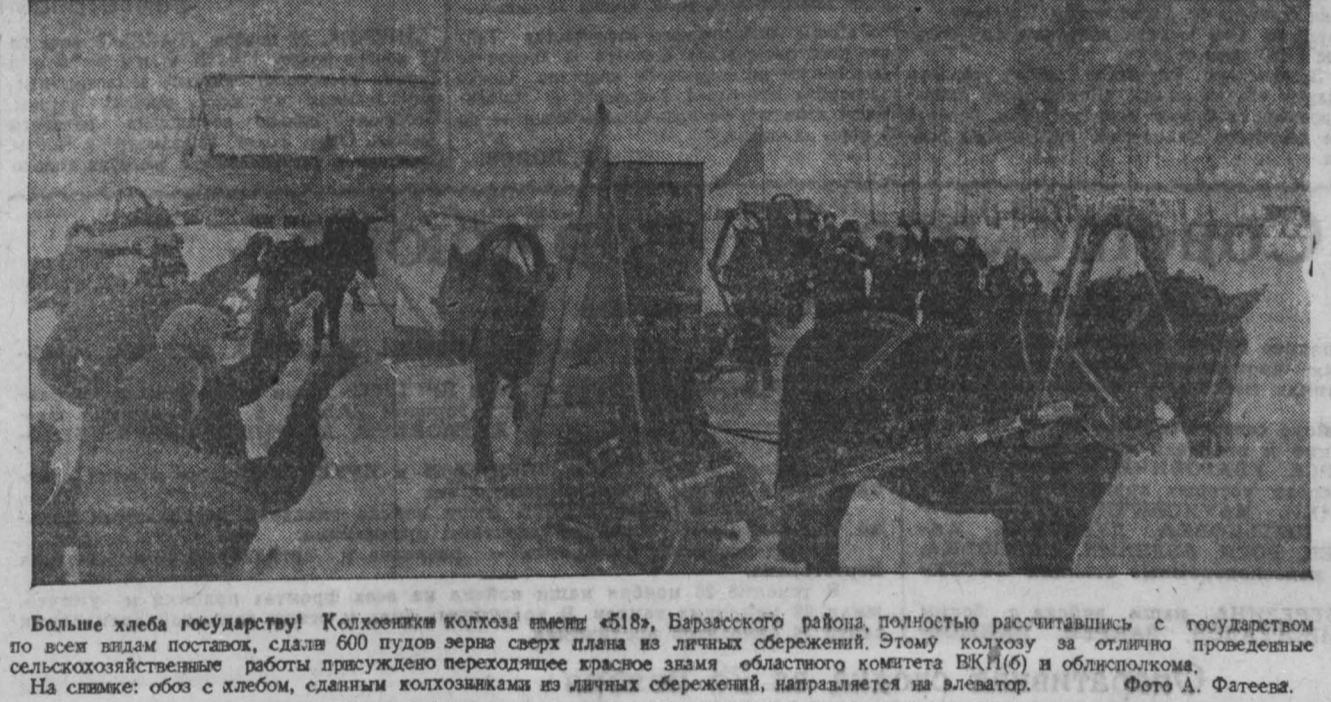 Больше хлеба государству! Колхозники колхоза имени «518», Барзасского района, полностью рассчитавшись с государством
по всем видам поставок, сдали 600 пудов зерна сверх плана из личных сбережений. Этому колхозу за отлично проведенные
сельскохозяйственные работы присуждено переходящее красное знамя областного комитета ВКП(б) и облисполкома.
На снимке: обоз с хлебом, сданным колхозниками из личных сбережений, направляется на элеватор. Фото А. Фатеева.